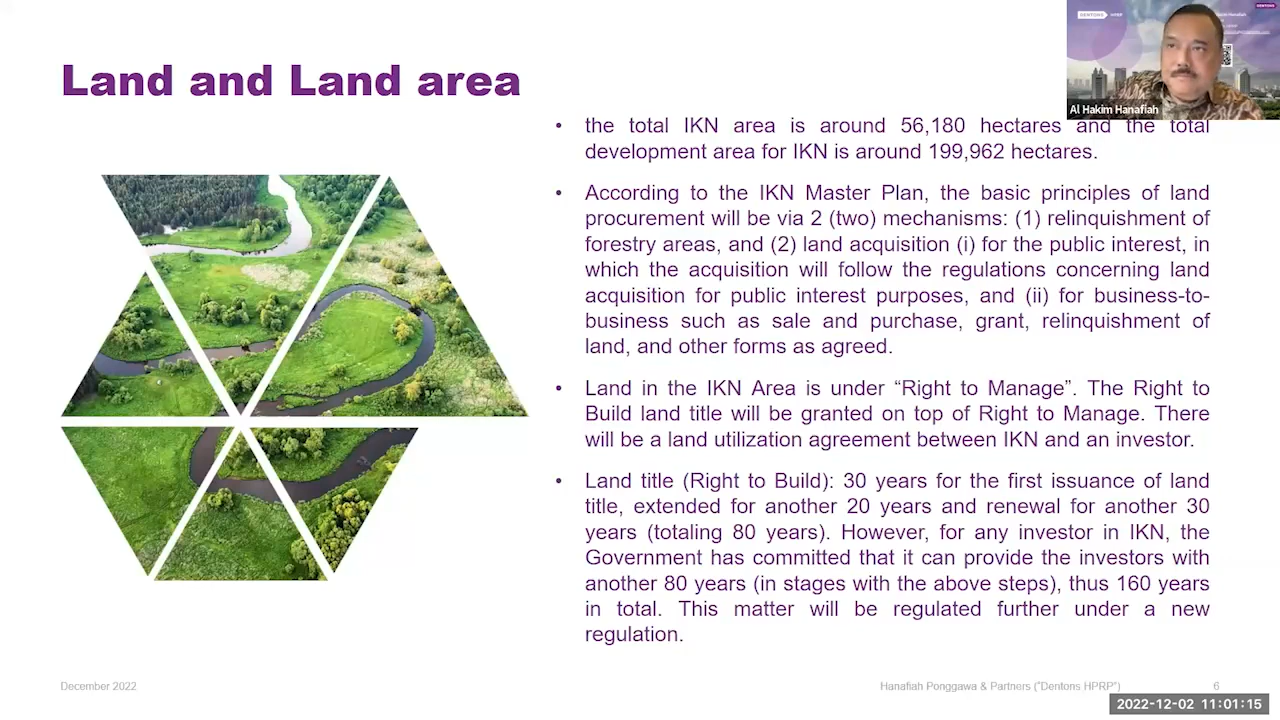 Land and Land area
DENTONS HPRP
DENTONS
Al Hakim Hanafiah
• the total IKN area is around 56,180 hectares and the total
development area for IKN is around 199,962 hectares.
• According to the IKN Master Plan, the basic principles of land
procurement will be via 2 (two) mechanisms: (1) relinquishment of
forestry areas, and (2) land acquisition (i) for the public interest, in
which the acquisition will follow the regulations concerning land
acquisition for public interest purposes, and (ii) for business-to-
business such as sale and purchase, grant, relinquishment of
land, and other forms as agreed.
• Land in the IKN Area is under “Right to Manage”. The Right to
Build land title will be granted on top of Right to Manage. There
will be a land utilization agreement between IKN and an investor.
• Land title (Right to Build): 30 years for the first issuance of land
title, extended for another 20 years and renewal for another 30
years (totaling 80 years). However, for any investor in IKN, the
Government has committed that it can provide the investors with
another 80 years (in stages with the above steps), thus 160 years
in total. This matter will be regulated further under a new
regulation.
December 2022
Hanafiah Ponggawa & Partners (“Dentons HPRP”)
6
2022-12-02 11:01:15